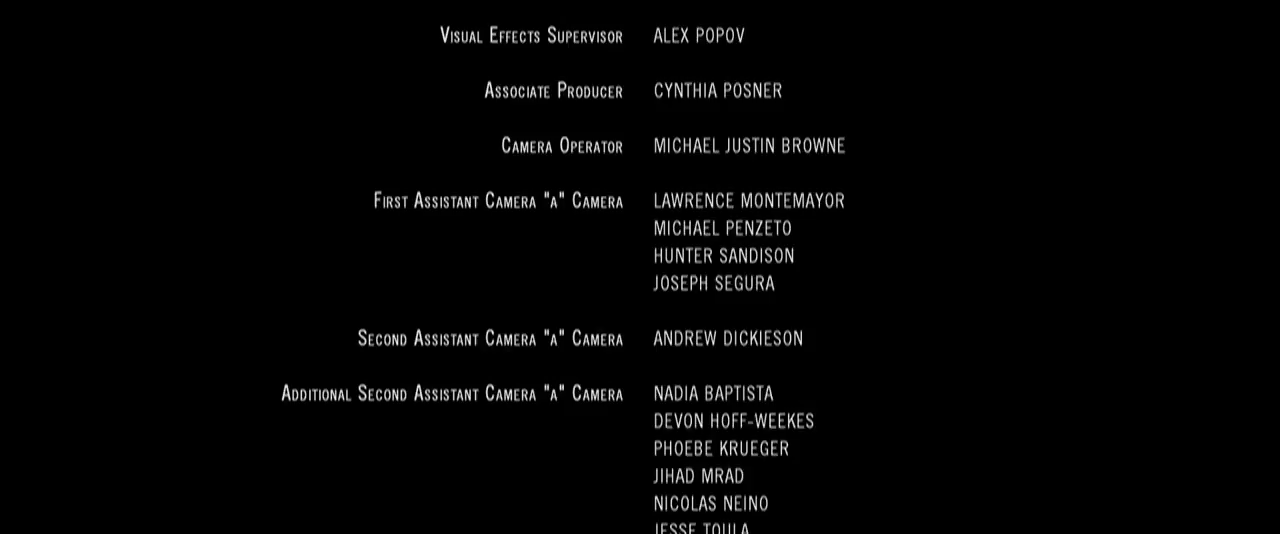 Visual Effects Supervisor ALEX POPOV
Associate Producer CYNTHIA POSNER
Camera Operator MICHAEL JUSTIN BROWNE
First Assistant Camera "a" Camera LAWRENCE MONTEMAYOR
MICHAEL PENZETO
HUNTER SANDISON
JOSEPH SEGURA
Second Assistant Camera "a" Camera ANDREW DICKIESON
Additional Second Assistant Camera "a" Camera NADIA BAPTISTA
DEVON HOFF-WEEKES
PHOEBE KRUEGER
JIHAD MRAD
NICOLAS NEINO
JESSE TOULA